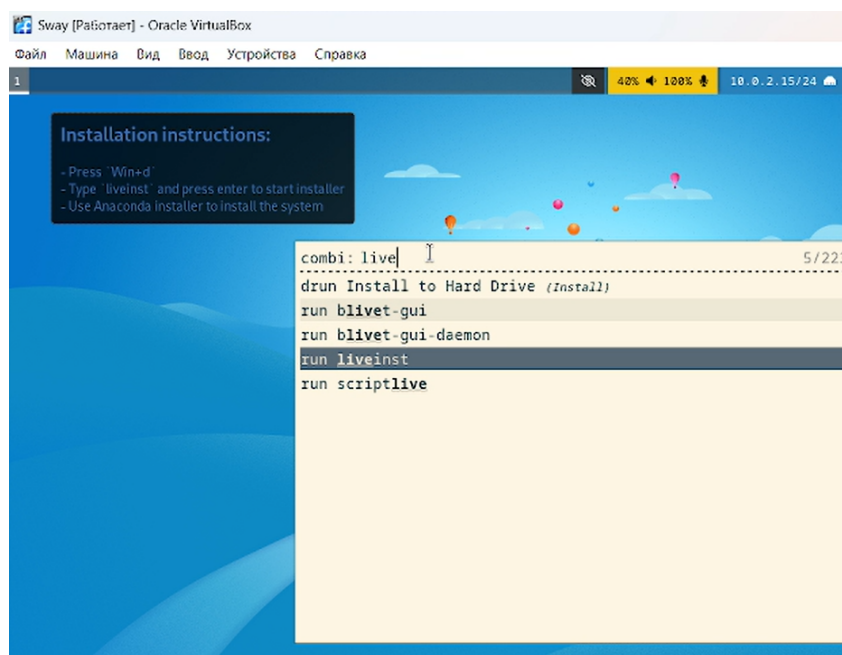 Sway [Работает] - Oracle VirtualBox
Файл Машина Вид Ввод Устройства Справка
1 40% 100% 10.0.2.15/24
Installation instructions:
- Press `Win+d`
- Type `liveinst` and press enter to start installer
- Use Anaconda installer to install the system
combi: live 5/22
drun Install to Hard Drive (Install)
run blivet-gui
run blivet-gui-daemon
run liveinst
run scriptlive